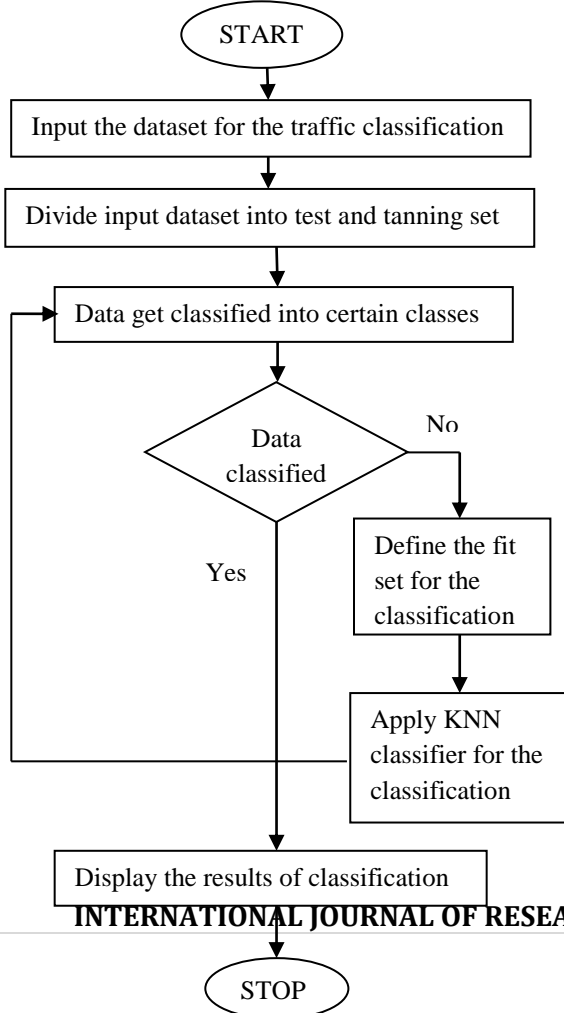 START
Input the dataset for the traffic classification
Divide input dataset into test and tanning set
Data get classified into certain classes
Data
classified
No
Yes
Define the fit
set for the
classification
Apply KNN
classifier for the
classification
Display the results of classification
INTERNATIONAL JOURNAL OF
STOP